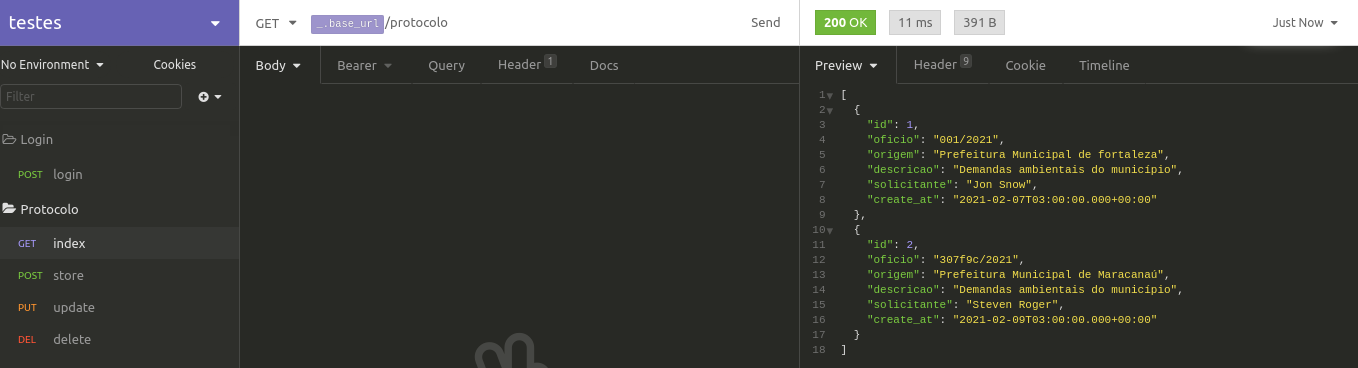 testes
GET _.base_url/protocolo Send
200 OK 11 ms 391 B Just Now
No Environment Cookies
Body Bearer Query Header 1 Docs
Preview Header 9 Cookie Timeline
Filter
Login
POST login
Protocolo
GET index
POST store
PUT update
DEL delete
1 [
2 {
3 "id": 1,
4 "oficio": "001/2021",
5 "origem": "Prefeitura Municipal de fortaleza",
6 "descricao": "Demandas ambientais do município",
7 "solicitante": "Jon Snow",
8 "create_at": "2021-02-07T03:00:00.000+00:00"
9 },
10 {
11 "id": 2,
12 "oficio": "307f9c/2021",
13 "origem": "Prefeitura Municipal de Maracanaú",
14 "descricao": "Demandas ambientais do município",
15 "solicitante": "Steven Roger",
16 "create_at": "2021-02-09T03:00:00.000+00:00"
17 }
18 ]